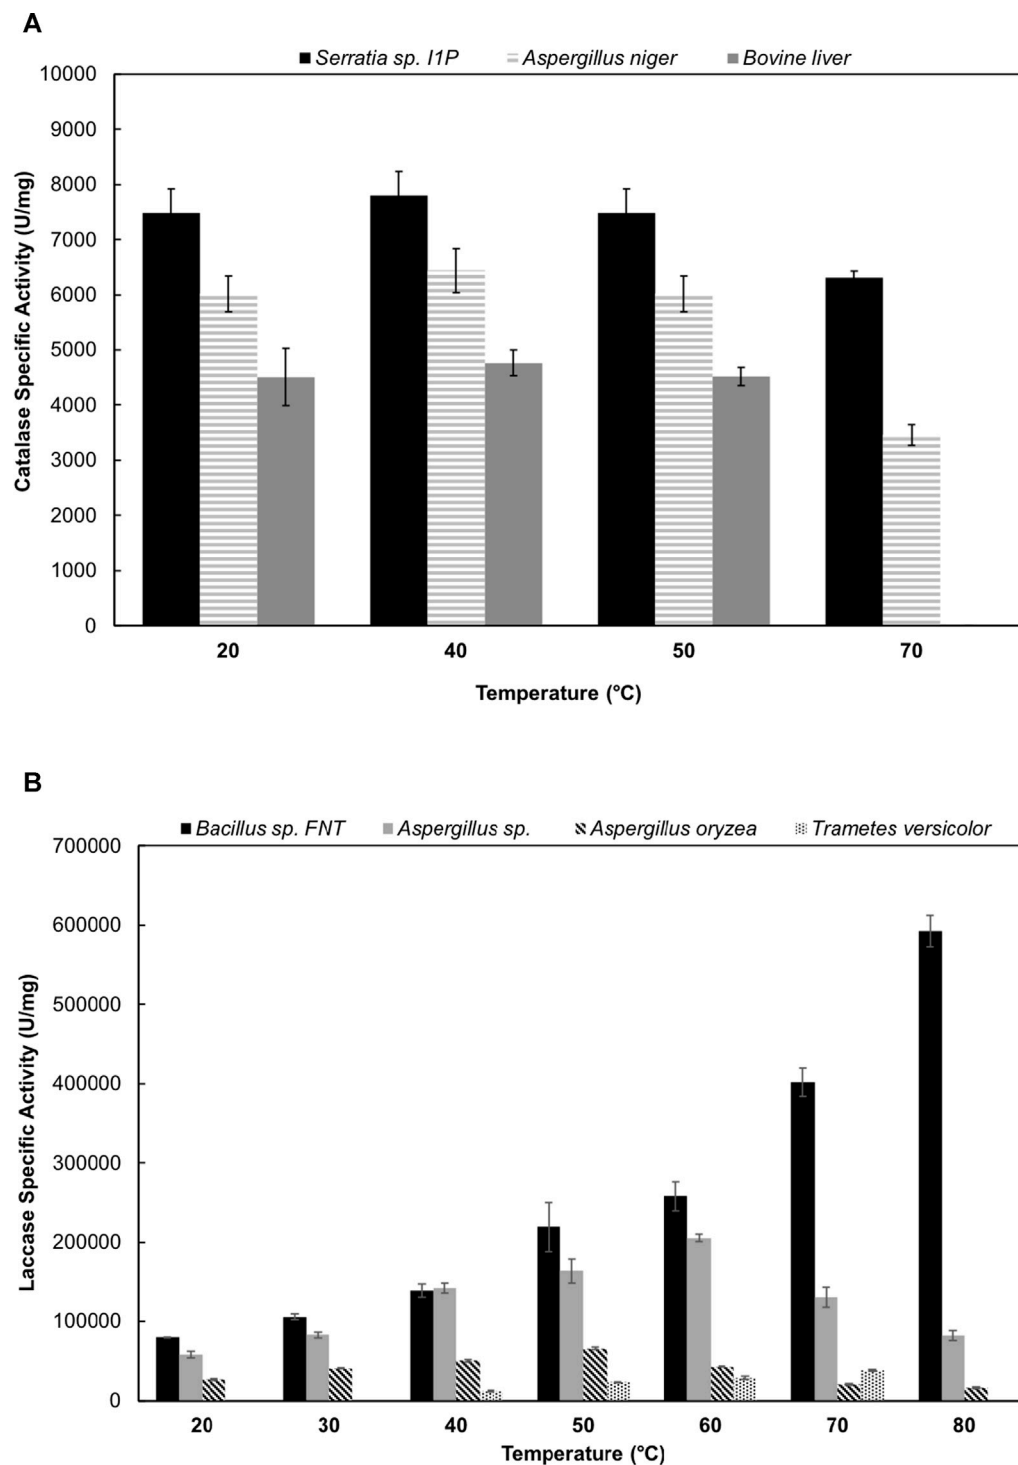 A
Serratia sp. I1P Aspergillus niger Bovine liver
10000
9000
8000
7000
6000
5000
4000
3000
2000
1000
0
Catalase Specific Activity (U/mg)
20 40 50 70
Temperature (°C)
B
Bacillus sp. FNT Aspergillus sp. Aspergillus oryzea Trametes versicolor
700000
600000
500000
400000
300000
200000
100000
0
Laccase Specific Activity (U/mg)
20 30 40 50 60 70 80
Temperature (°C)